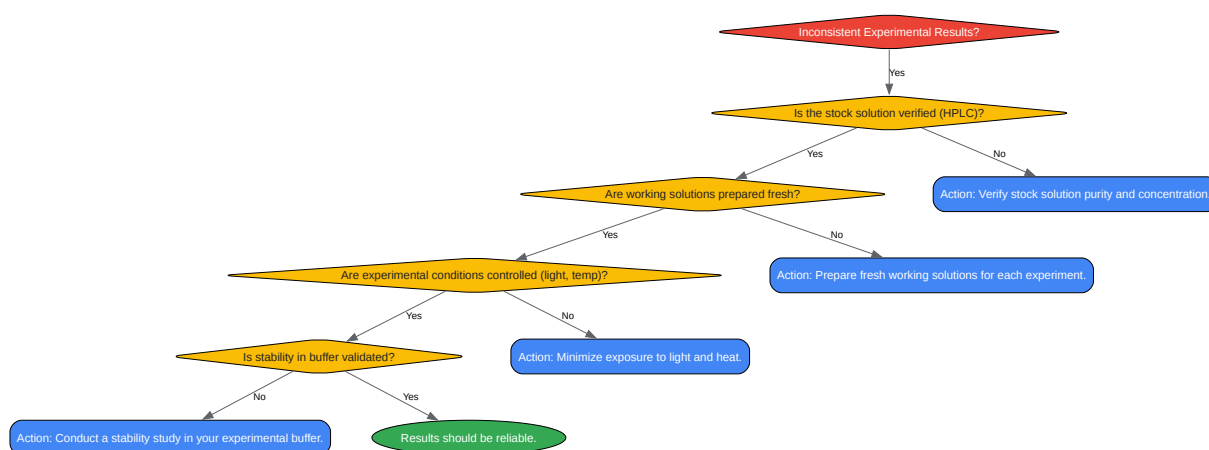 Inconsistent Experimental Results?
Yes
Is the stock solution verified (HPLC)?
Yes
No
Are working solutions prepared fresh?
Action: Verify stock solution purity and concentration.
Yes
No
Are experimental conditions controlled (light, temp)?
Action: Prepare fresh working solutions for each experiment.
Yes
No
Is stability in buffer validated?
Action: Minimize exposure to light and heat.
No
Yes
Action: Conduct a stability study in your experimental buffer.
Results should be reliable.